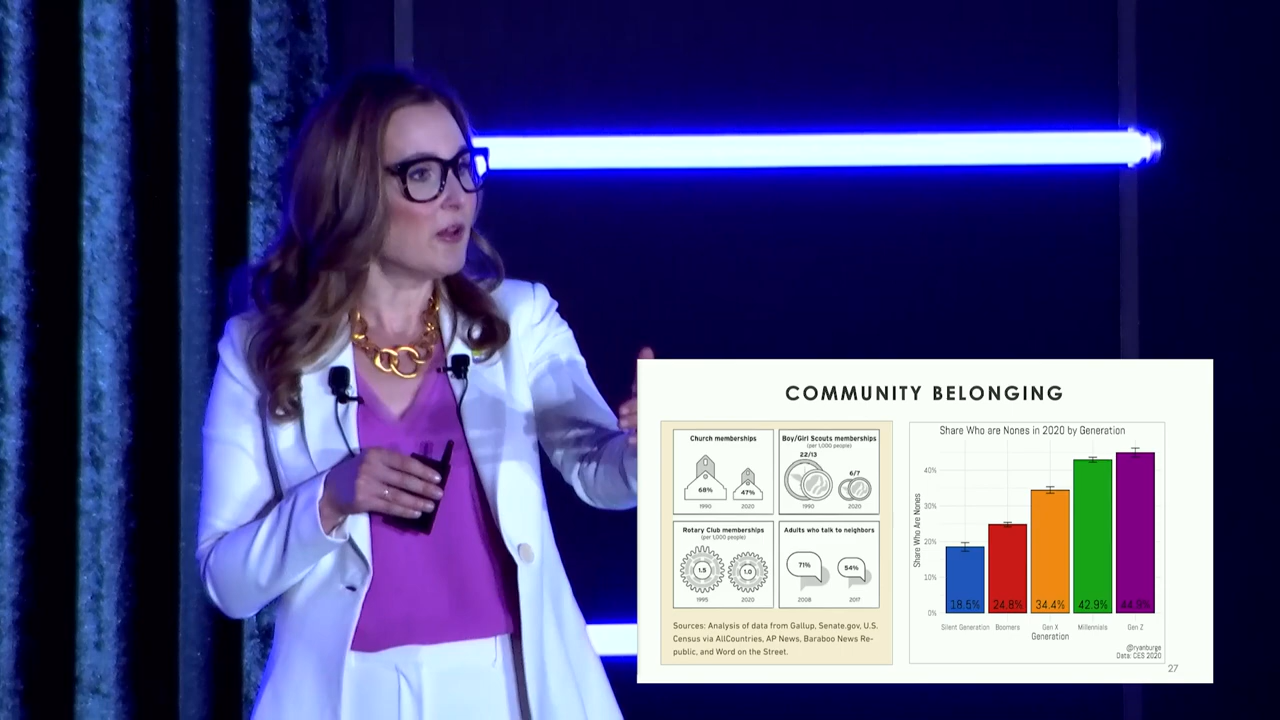 COMMUNITY BELONGING
Church memberships
68%
47%
1990
2020
Boy/Girl Scouts memberships
(per 1,000 people)
22/13
6/7
1990
2020
Rotary Club memberships
(per 1,000 people)
1.5
1.0
1995
2020
Adults who talk to neighbors
71%
54%
2008
2017
Sources: Analysis of data from Gallup, Senate.gov, U.S.
Census via AllCountries, AP News, Baraboo News Re-
public, and Word on the Street.
Share Who are Nones in 2020 by Generation
Share Who Are Nones
40%
30%
20%
10%
0%
18.5%
24.8%
34.4%
42.9%
Silent Generation
Boomers
Gen X
Millennials
Gen Z
Generation
@ryanburge
Data: CES 2020
27